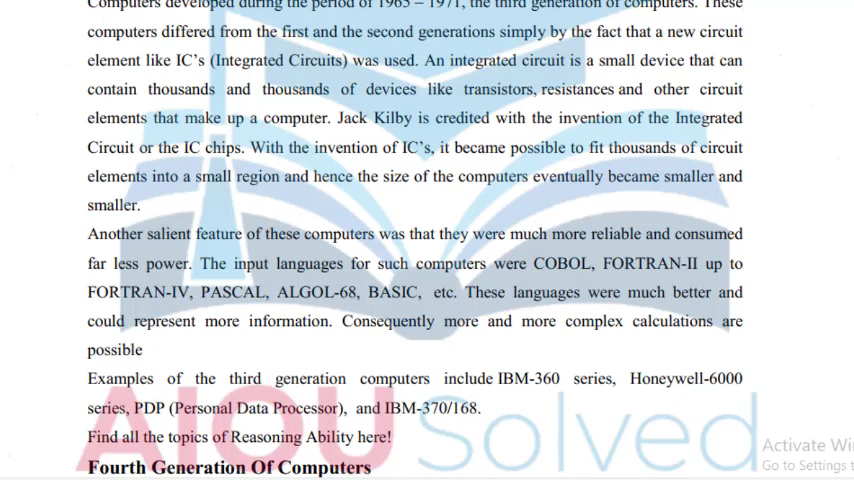 Computers developed during the period of 1965 – 1971, the third generation of computers. These
computers differed from the first and the second generations simply by the fact that a new circuit
element like IC's (Integrated Circuits) was used. An integrated circuit is a small device that can
contain thousands and thousands of devices like transistors, resistances and other circuit
elements that make up a computer. Jack Kilby is credited with the invention of the Integrated
Circuit or the IC chips. With the invention of IC's, it became possible to fit thousands of circuit
elements into a small region and hence the size of the computers eventually became smaller and
smaller.
Another salient feature of these computers was that they were much more reliable and consumed
far less power. The input languages for such computers were COBOL, FORTRAN-II up to
FORTRAN-IV, PASCAL, ALGOL-68, BASIC, etc. These languages were much better and
could represent more information. Consequently more and more complex calculations are
possible
Examples of the third generation computers include IBM-360 series, Honeywell-6000
series, PDP (Personal Data Processor), and IBM-370/168.
AIOU Solved
Find all the topics of Reasoning Ability here!
Activate Wi
Go to Settings t
Fourth Generation Of Computers